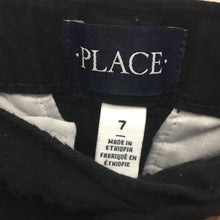 ·PLACE·
7
MADE IN
ETHIOPIA
FABRIQUÉ EN
ÉTHIOPIE